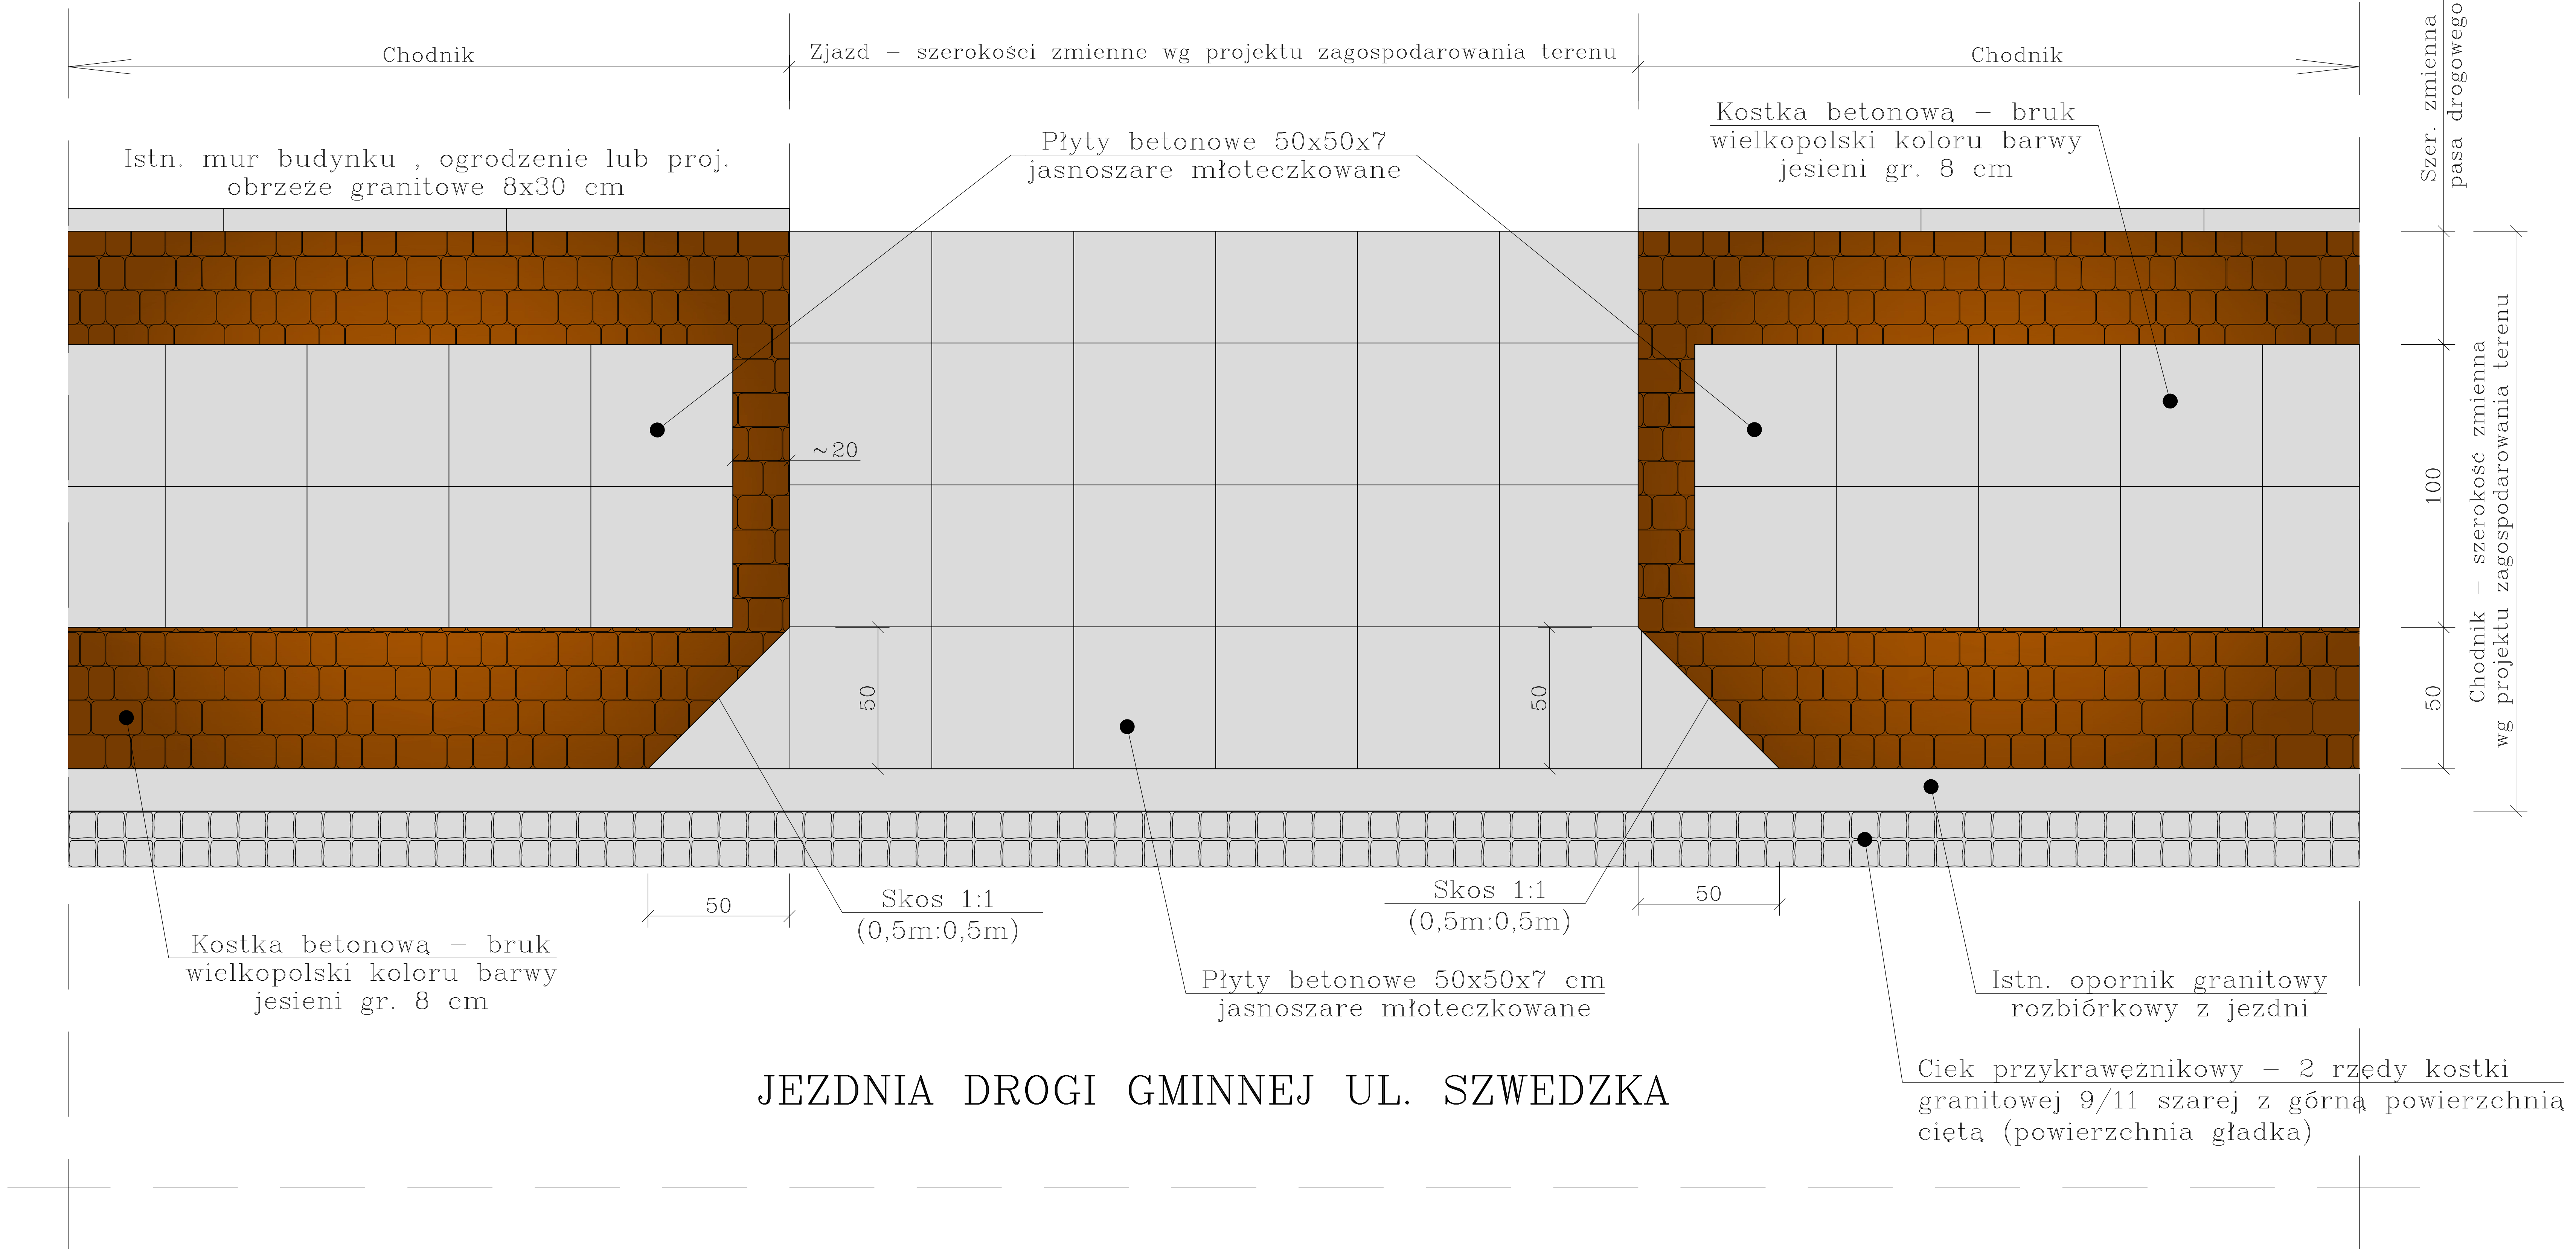 Chodnik
Zjazd – szerokości zmienne wg projektu zagospodarowania terenu
Chodnik
Szer. zmienna
pasa drogowego
Istn. mur budynku , ogrodzenie lub proj.
obrzeże granitowe 8x30 cm
Płyty betonowe 50x50x7
jasnoszare młoteczkowane
Kostka betonową – bruk
wielkopolski koloru barwy
jesieni gr. 8 cm
~20
100
50
Chodnik – szerokość zmienna
wg projektu zagospodarowania terenu
50
50
50
Skos 1:1
(0,5m:0,5m)
Skos 1:1
(0,5m:0,5m)
50
Kostka betonową – bruk
wielkopolski koloru barwy
jesieni gr. 8 cm
Płyty betonowe 50x50x7 cm
jasnoszare młoteczkowane
Istn. opornik granitowy
rozbiórkowy z jezdni
Ciek przykrawężnikowy – 2 rzędy kostki
granitowej 9/11 szarej z górną powierzchnią
ciętą (powierzchnia gładka)
JEZDNIA DROGI GMINNEJ UL. SZWEDZKA